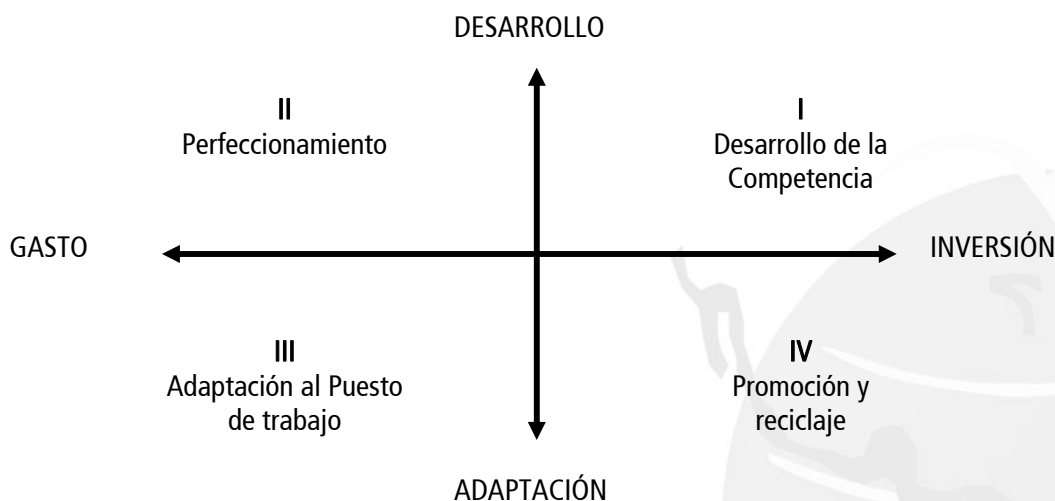 DESARROLLO
II
Perfeccionamiento
I
Desarrollo de la
Competencia
GASTO
INVERSIÓN
III
Adaptación al Puesto
de trabajo
IV
Promoción y
reciclaje
ADAPTACIÓN